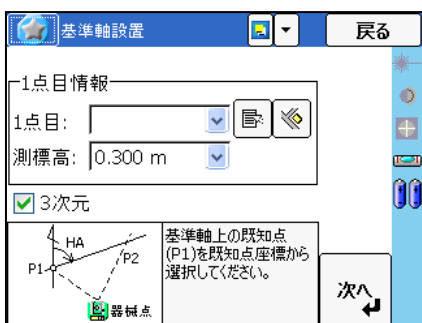 基準軸設置
戻る
1点目情報
1点目:
測標高: 0.300 m
3次元
HA
P1
P2
器械点
基準軸上の既知点
(P1)を既知点座標から
選択してください。
次へ